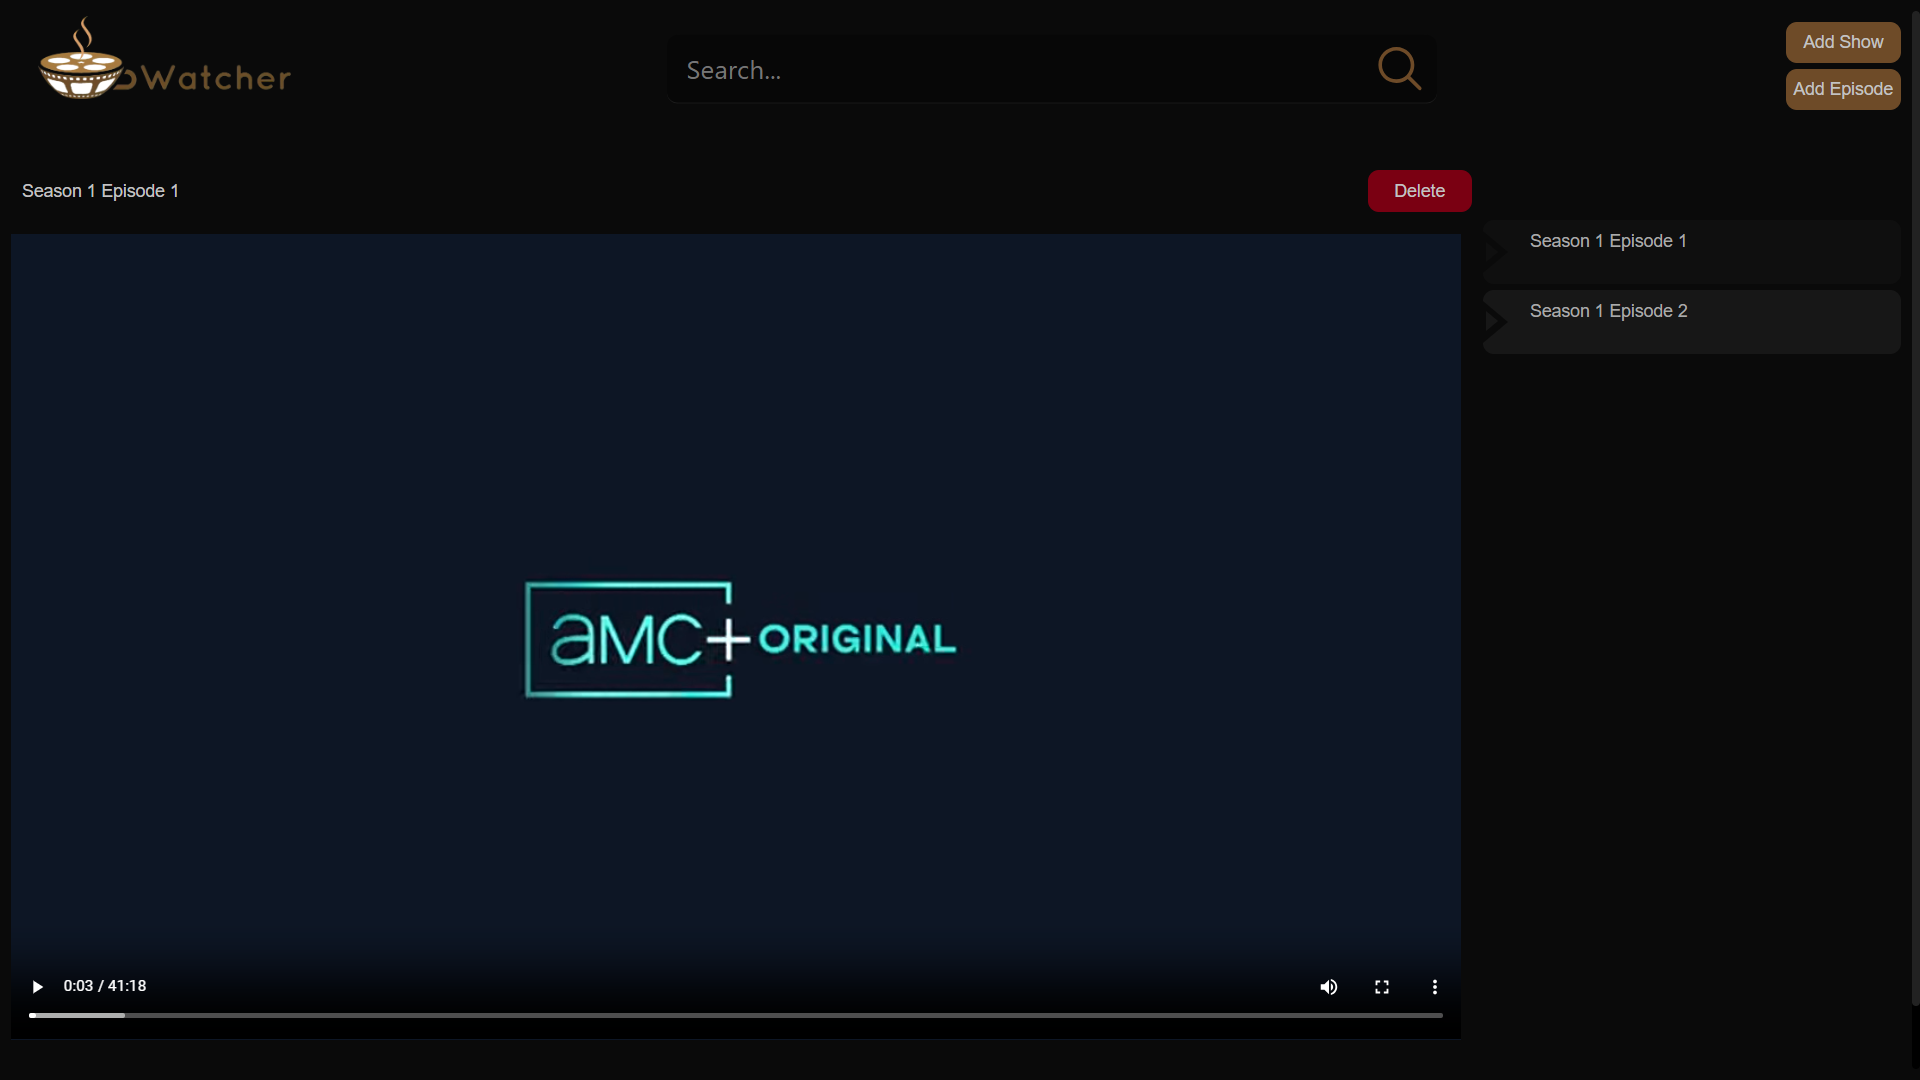 Watcher
Search...
Add Show
Add Episode
Season 1 Episode 1
Delete
Season 1 Episode 1
Season 1 Episode 2
aMC+ ORIGINAL
0:03 / 41:18